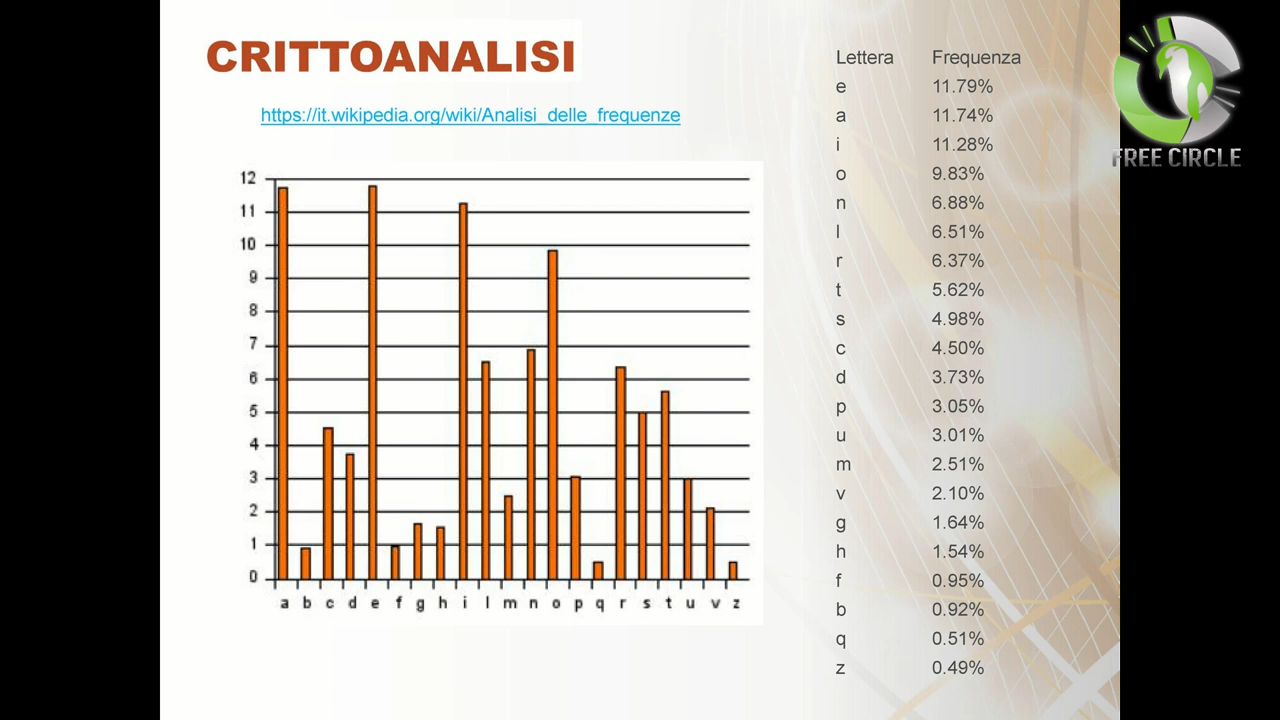 CRITTOANALISI
https://it.wikipedia.org/wiki/Analisi_delle_frequenze
12
11
10
9
8
7
6
5
4
3
2
1
0
a b c d e f g h i l m n o p q r s t u v z
Lettera Frequenza
e 11.79%
a 11.74%
i 11.28%
o 9.83%
n 6.88%
l 6.51%
r 6.37%
t 5.62%
s 4.98%
c 4.50%
d 3.73%
p 3.05%
u 3.01%
m 2.51%
v 2.10%
g 1.64%
h 1.54%
f 0.95%
b 0.92%
q 0.51%
z 0.49%
FREE CIRCLE